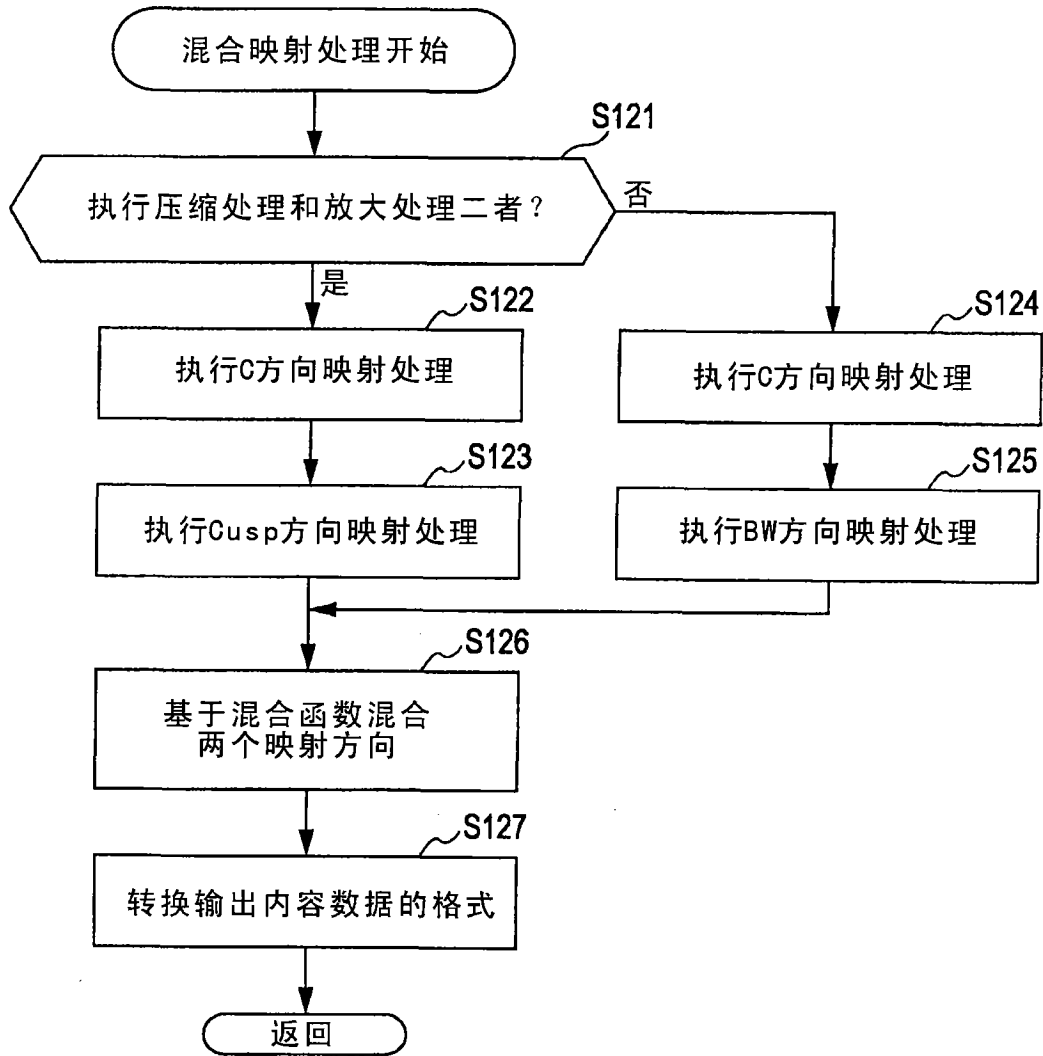 混合映射处理开始
S121
执行压缩处理和放大处理二者?
否
是
S122
执行C方向映射处理
S124
执行C方向映射处理
S123
执行Cusp方向映射处理
S125
执行BW方向映射处理
S126
基于混合函数混合
两个映射方向
S127
转换输出内容数据的格式
返回